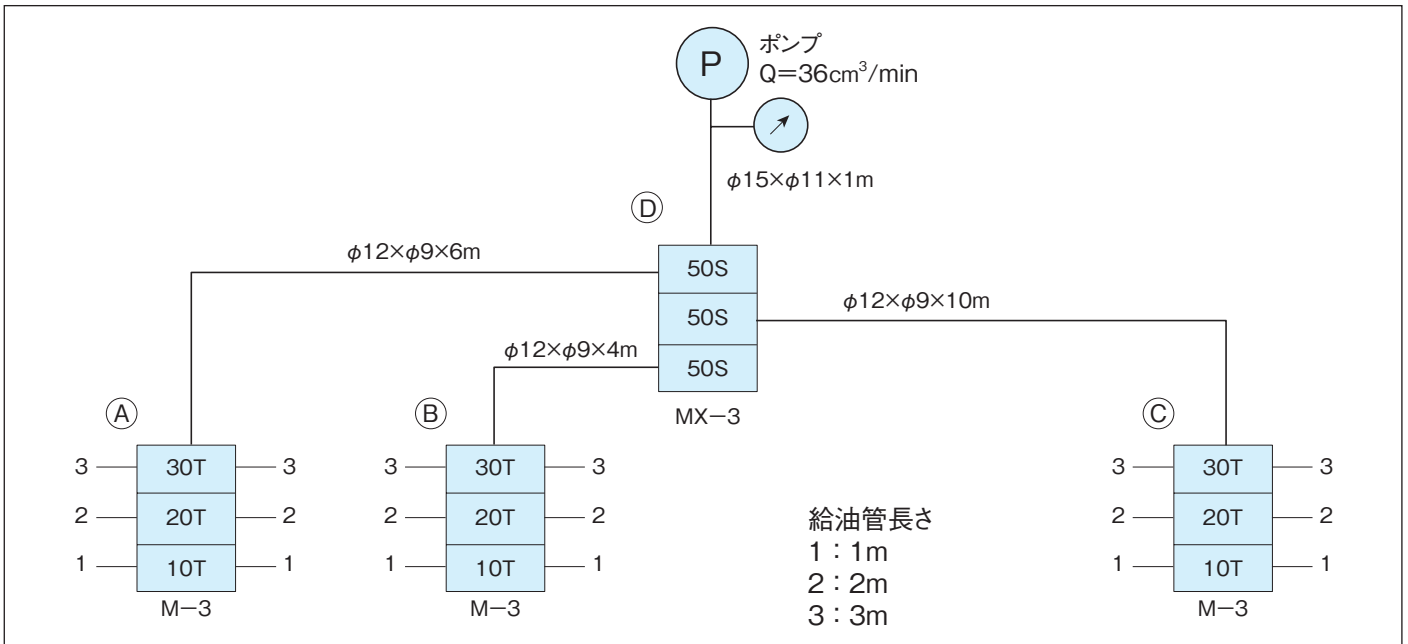 P
ポンプ
Q=36cm³/min
φ15×φ11×1m
D
φ12×φ9×6m
50S
50S
50S
MX-3
φ12×φ9×10m
φ12×φ9×4m
A
3 30T 3
2 20T 2
1 10T 1
M-3
B
3 30T 3
2 20T 2
1 10T 1
M-3
給油管長さ
1：1m
2：2m
3：3m
C
3 30T 3
2 20T 2
1 10T 1
M-3